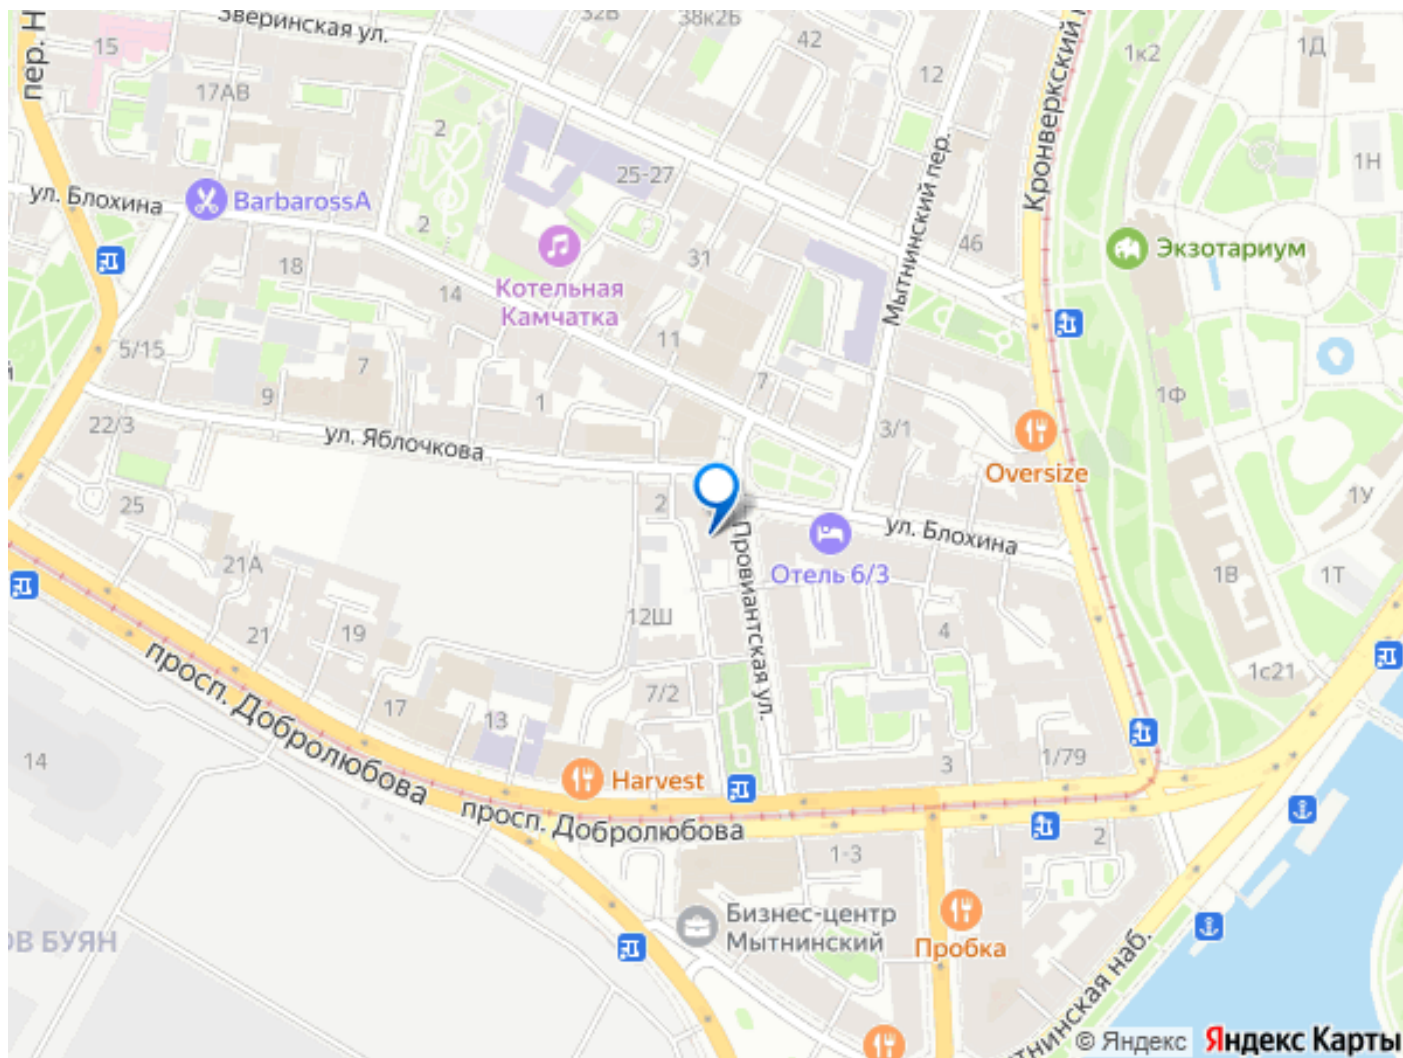 Зверинская ул.
32В
38к2Б
42
1к2
1Д
пер. Н
15
17АВ
12
Кронверкский
2
25-27
Мытнинский пер.
1Н
ул. Блохина
BarbarossA
2
46
Экзотариум
18
31
14
Котельная
Камчатка
5/15
7
11
7
1Ф
9
1
22/3
ул. Яблочкова
3/1
Oversize
25
2
1У
ул. Блохина
Провиантская ул.
Отель 6/3
21А
1В
1Т
12Ш
21
19
4
1с21
просп. Добролюбова
17
13
7/2
14
Harvest
3
1/79
просп. Добролюбова
1-3
2
ОВ БУЯН
Бизнес-центр
Мытнинский
Пробка
тнинская наб.
© Яндекс
Яндекс Карты